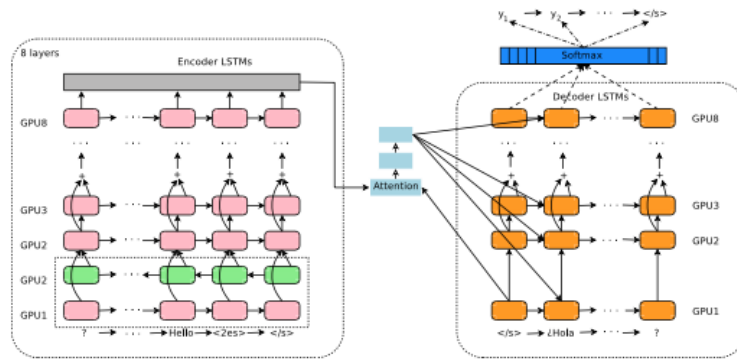 y1 y2 ... </s>
8 layers
Encoder LSTMs
Softmax
Decoder LSTMs
GPU8
...
GPU8
... ... ... ... ...
... ... ...
+ + + +
+ + +
Attention
GPU3
...
GPU3
GPU2
...
GPU2
GPU2
...
GPU1
...
GPU1
? ... Hello <2es> </s>
</s> ¿Hola ... ?